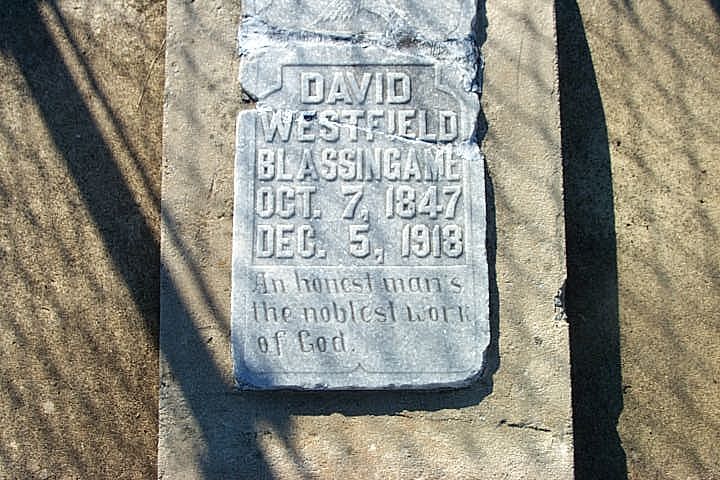 DAVID
WESTFIELD
BLASSINGAME
OCT. 7, 1847
DEC. 5, 1918
An honest man's
the noblest work
of God.